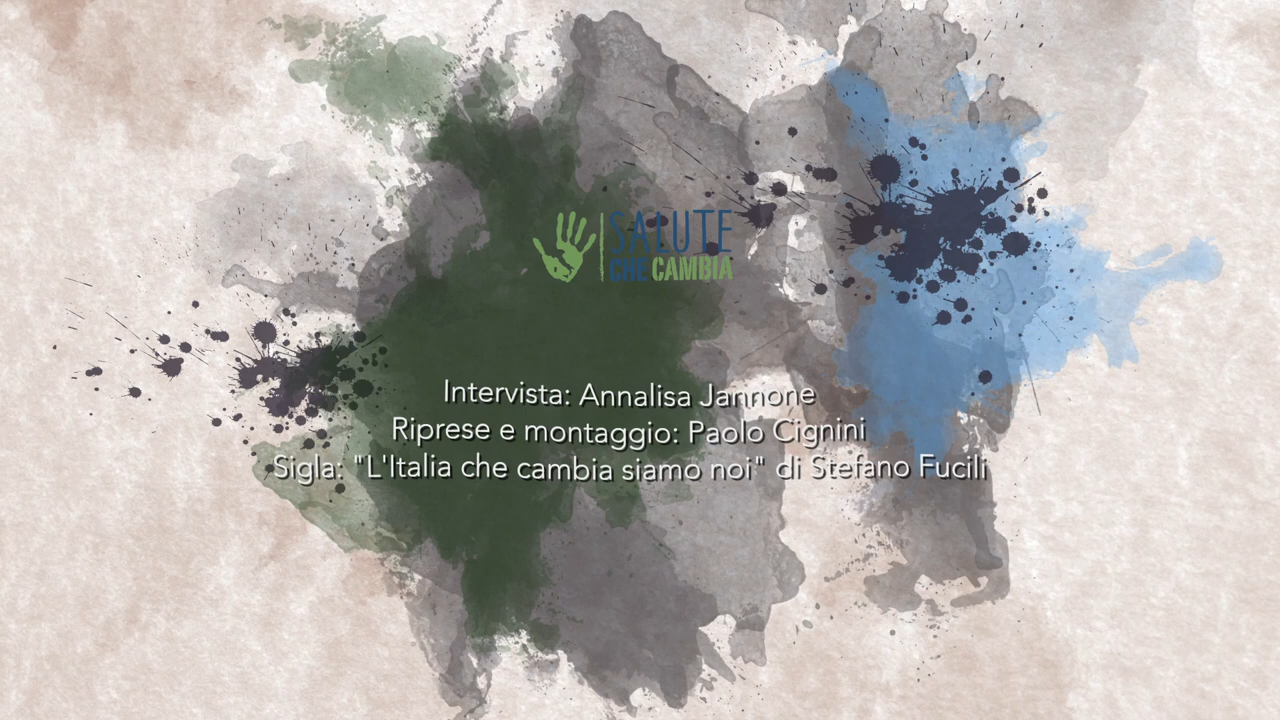 SALUTE
CHE CAMBIA
Intervista: Annalisa Jannone
Riprese e montaggio: Paolo Cignini
Sigla: "L'Italia che cambia siamo noi" di Stefano Fucili